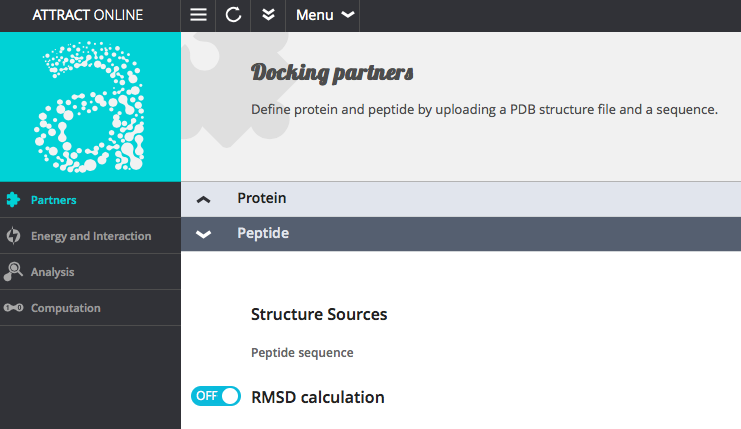 ATTRACT ONLINE
Menu
Docking partners
Define protein and peptide by uploading a PDB structure file and a sequence.
Partners
Energy and Interaction
Analysis
Computation
Protein
Peptide
Structure Sources
Peptide sequence
OFF RMSD calculation